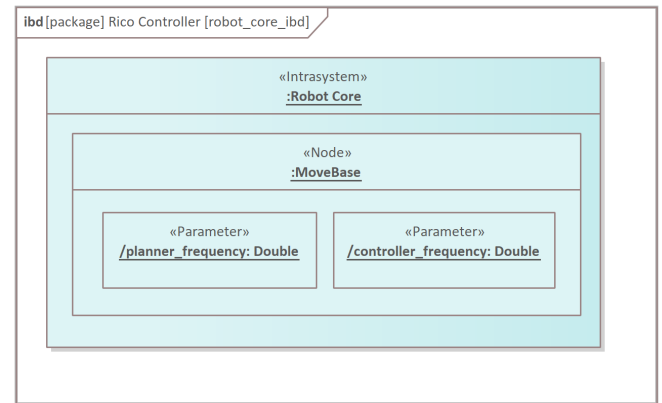 ibd [package] Rico Controller [robot_core_ibd]
«Intrasystem»
:Robot Core
«Node»
:MoveBase
«Parameter»
/planner_frequency: Double
«Parameter»
/controller_frequency: Double